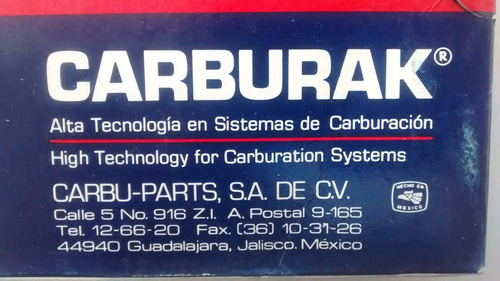 CARBURAK®
Alta Tecnología en Sistemas de Carburación
High Technology for Carburation Systems
CARBU-PARTS, S.A. DE C.V.
Calle 5 No. 916 Z.I. A. Postal 9-165
Tel. 12-66-20 Fax. (36) 10-31-26
44940 Guadalajara, Jalisco. México
HECHO EN
MEXICO